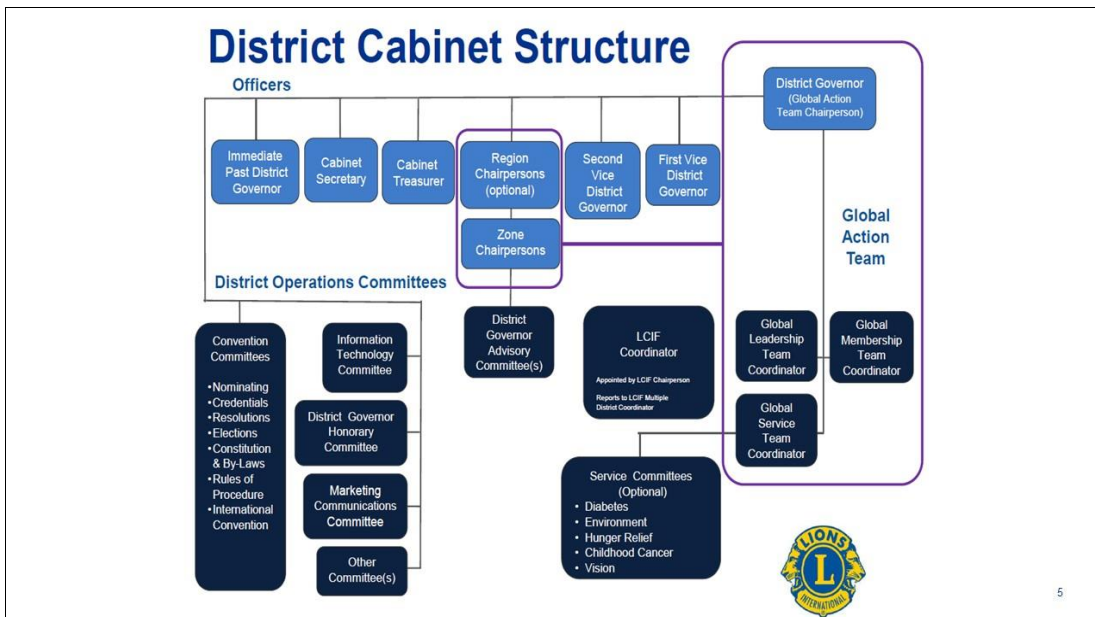 District Cabinet Structure
Officers
District Governor
(Global Action
Team Chairperson)
Immediate
Past District
Governor
Cabinet
Secretary
Cabinet
Treasurer
Region
Chairpersons
(optional)
Second
Vice
District
Governor
First Vice
District
Governor
Zone
Chairpersons
Global
Action
Team
District Operations Committees
Convention
Committees
•Nominating
•Credentials
•Resolutions
•Elections
•Constitution
& By-Laws
•Rules of
Procedure
•International
Convention
Information
Technology
Committee
District Governor
Honorary
Committee
Marketing
Communications
Committee
Other
Committee(s)
District
Governor
Advisory
Committee(s)
LCIF
Coordinator
Appointed by LCIF Chairperson
Reports to LCIF Multiple
District Coordinator
Global
Leadership
Team
Coordinator
Global
Membership
Team
Coordinator
Global
Service
Team
Coordinator
Service Committees
(Optional)
• Diabetes
• Environment
• Hunger Relief
• Childhood Cancer
• Vision
LIONS
L
INTERNATIONAL
5